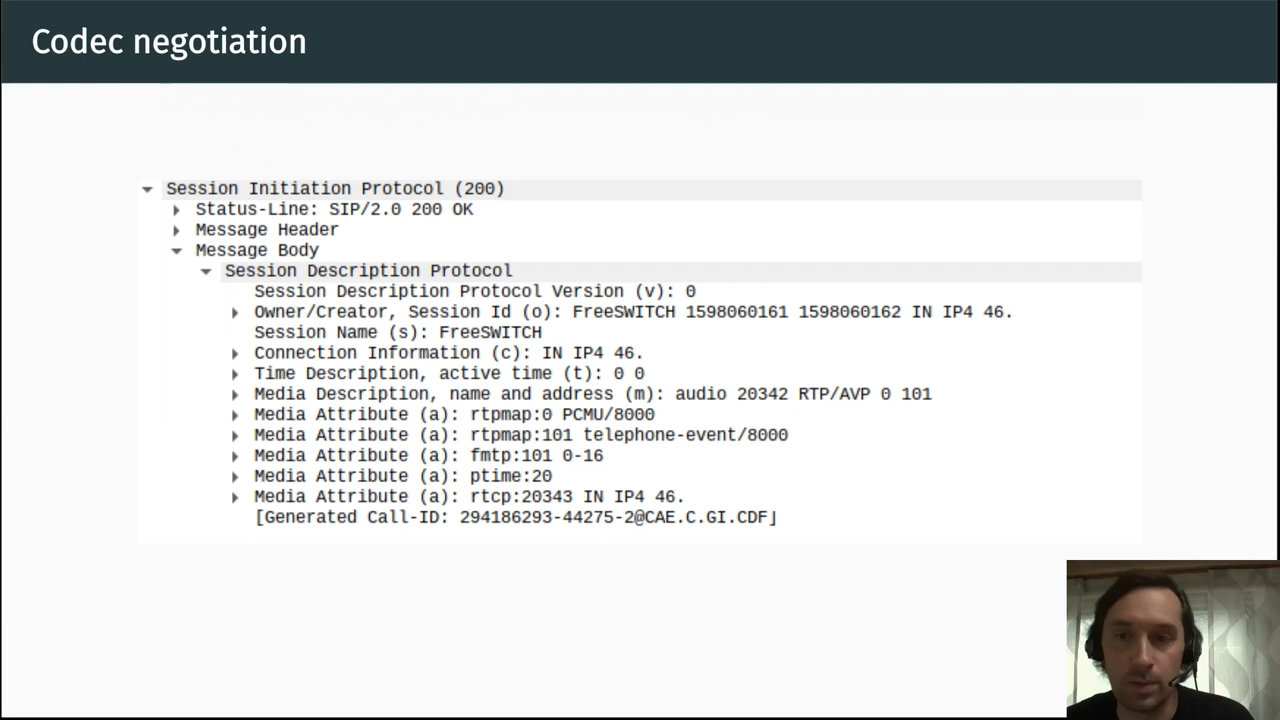 Codec negotiation
Session Initiation Protocol (200)
Status-Line: SIP/2.0 200 OK
Message Header
Message Body
Session Description Protocol
Session Description Protocol Version (v): 0
Owner/Creator, Session Id (o): FreeSWITCH 1598060161 1598060162 IN IP4 46.
Session Name (s): FreeSWITCH
Connection Information (c): IN IP4 46.
Time Description, active time (t): 0 0
Media Description, name and address (m): audio 20342 RTP/AVP 0 101
Media Attribute (a): rtpmap:0 PCMU/8000
Media Attribute (a): rtpmap:101 telephone-event/8000
Media Attribute (a): fmtp:101 0-16
Media Attribute (a): ptime:20
Media Attribute (a): rtcp:20343 IN IP4 46.
[Generated Call-ID: 294186293-44275-2@CAE.C.GI.CDF]